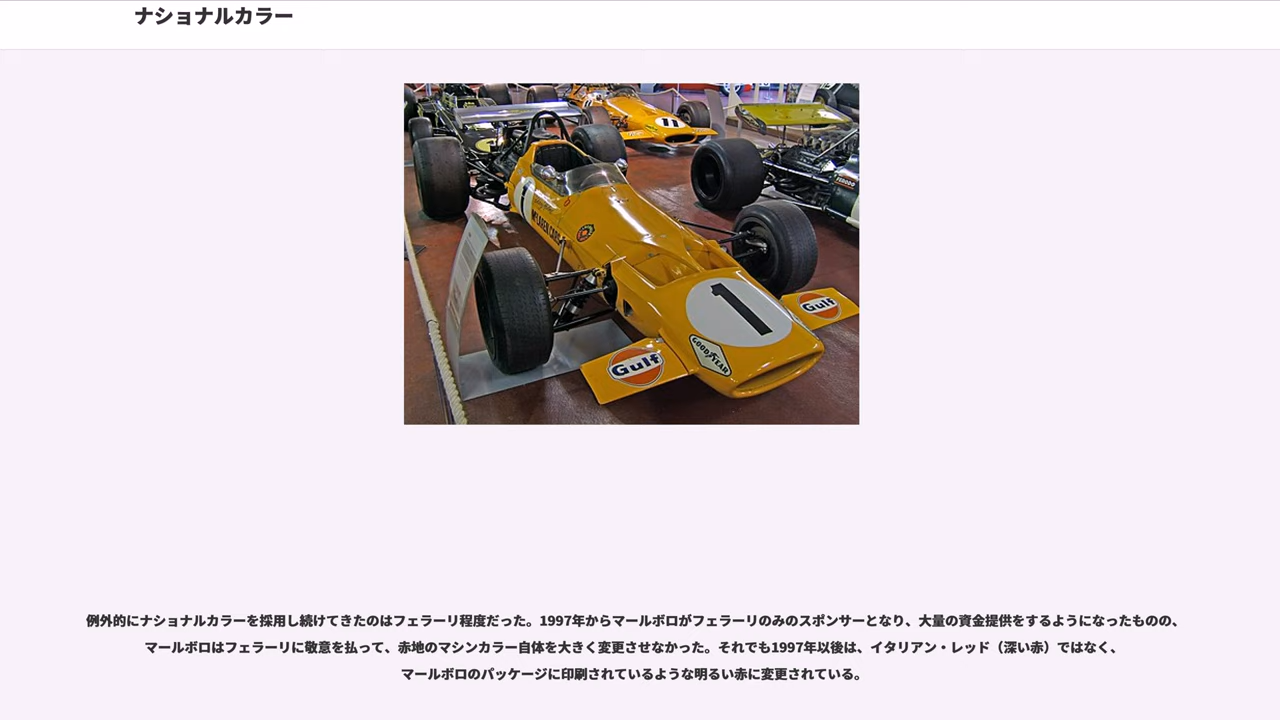 ナショナルカラー
11
FERODO
1
McLAREN CARS
1
GOODYEAR
Gulf
Gulf
例外的にナショナルカラーを採用し続けてきたのはフェラーリ程度だった。1997年からマールボロがフェラーリのみのスポンサーとなり、大量の資金提供をするようになったものの、
マールボロはフェラーリに敬意を払って、赤地のマシンカラー自体を大きく変更させなかった。それでも1997年以後は、イタリアン・レッド（深い赤）ではなく、
マールボロのパッケージに印刷されているような明るい赤に変更されている。